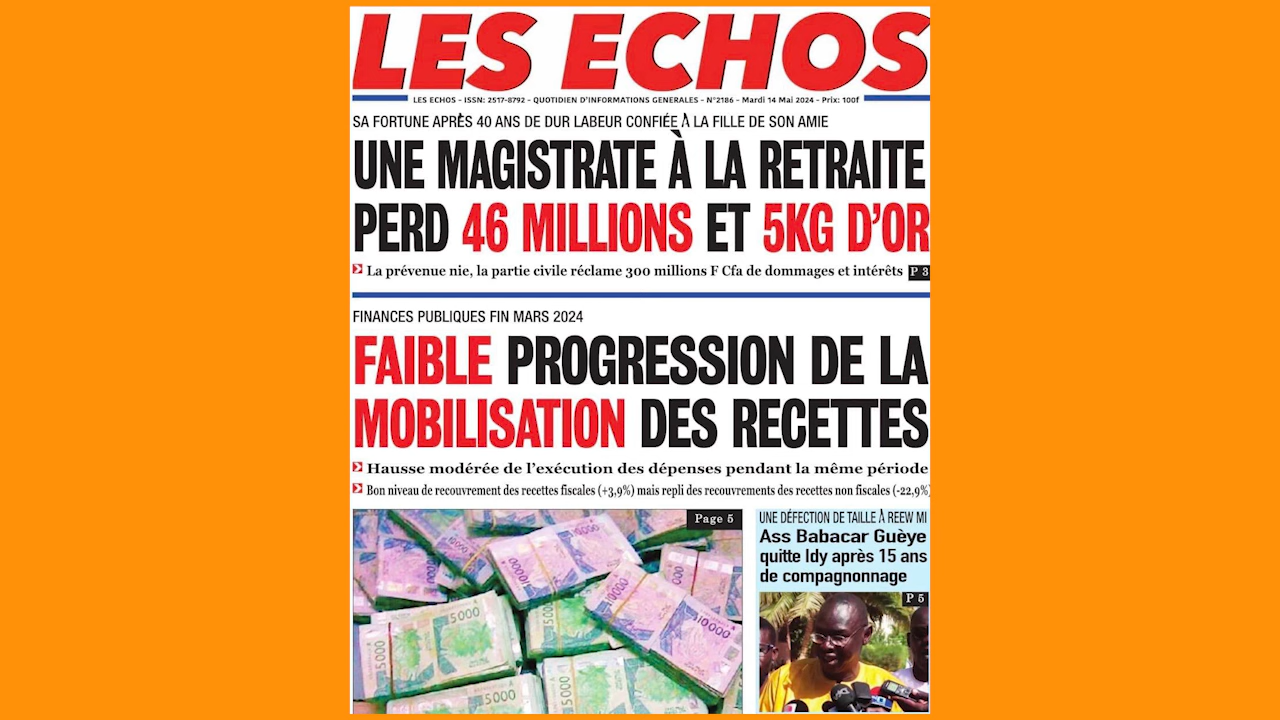 LES ECHOS
LES ECHOS - ISSN: 2517-8792 - QUOTIDIEN D'INFORMATIONS GENERALES - N°2186 - Mardi 14 Mai 2024 - Prix: 100f
SA FORTUNE APRÈS 40 ANS DE DUR LABEUR CONFIÉE À LA FILLE DE SON AMIE
UNE MAGISTRATE À LA RETRAITE
PERD 46 MILLIONS ET 5KG D'OR
La prévenue nie, la partie civile réclame 300 millions F Cfa de dommages et intérêts P 3
FINANCES PUBLIQUES FIN MARS 2024
FAIBLE PROGRESSION DE LA
MOBILISATION DES RECETTES
Hausse modérée de l'exécution des dépenses pendant la même période
Bon niveau de recouvrement des recettes fiscales (+3,9%) mais repli des recouvrements des recettes non fiscales (-22,9%)
Page 5
10000
10000
10000
5000
5000
UNE DÉFECTION DE TAILLE À REEW MI
Ass Babacar Guèye
quitte Idy après 15 ans
de compagnonnage
P 5